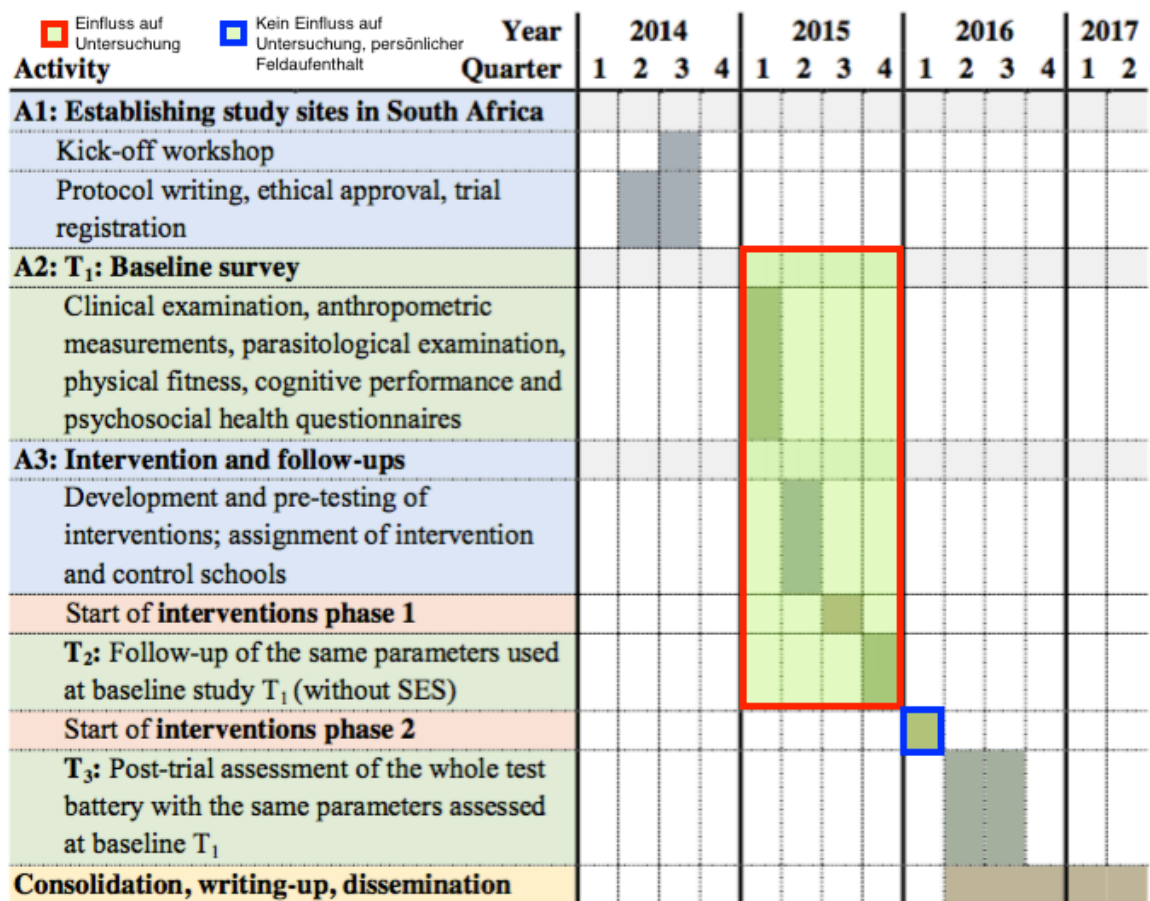 Einfluss auf
Untersuchung
Kein Einfluss auf
Untersuchung, persönlicher
Feldaufenthalt
Year 2014 2015 2016 2017
Activity Quarter 1 2 3 4 1 2 3 4 1 2 3 4 1 2
A1: Establishing study sites in South Africa
Kick-off workshop
Protocol writing, ethical approval, trial
registration
A2: T₁: Baseline survey
Clinical examination, anthropometric
measurements, parasitological examination,
physical fitness, cognitive performance and
psychosocial health questionnaires
A3: Intervention and follow-ups
Development and pre-testing of
interventions; assignment of intervention
and control schools
Start of interventions phase 1
T₂: Follow-up of the same parameters used
at baseline study T₁ (without SES)
Start of interventions phase 2
T₃: Post-trial assessment of the whole test
battery with the same parameters assessed
at baseline T₁
Consolidation, writing-up, dissemination